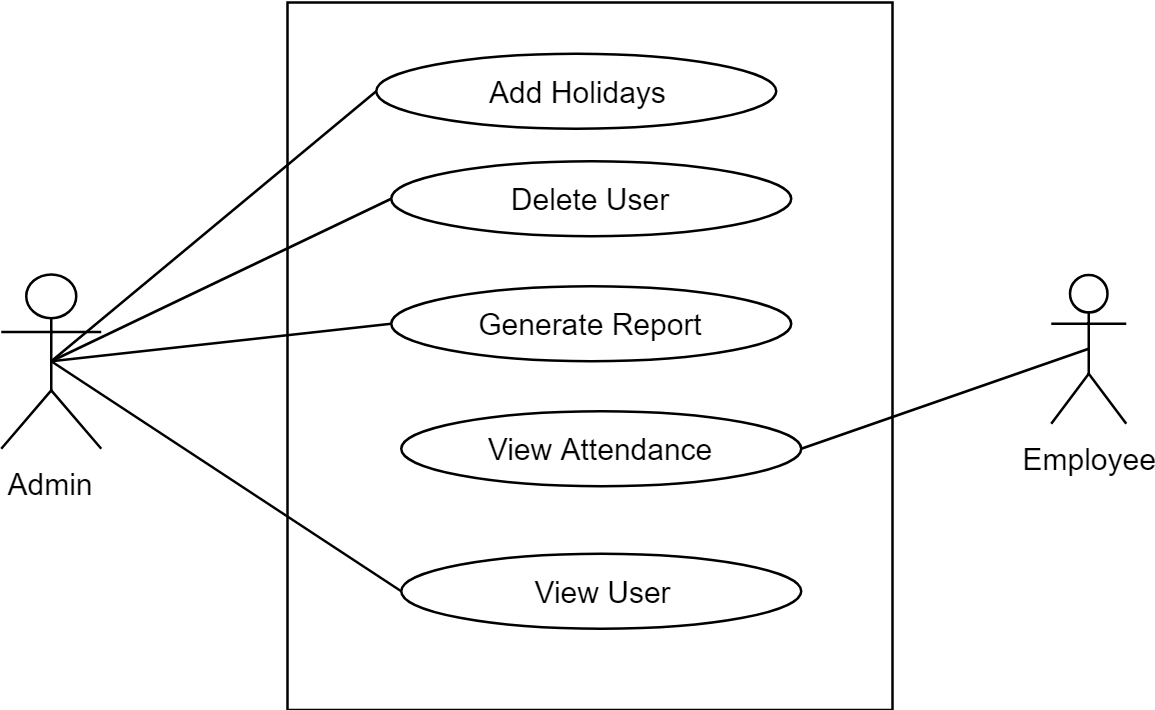 Add Holidays
Delete User
Generate Report
View Attendance
Employee
Admin
View User